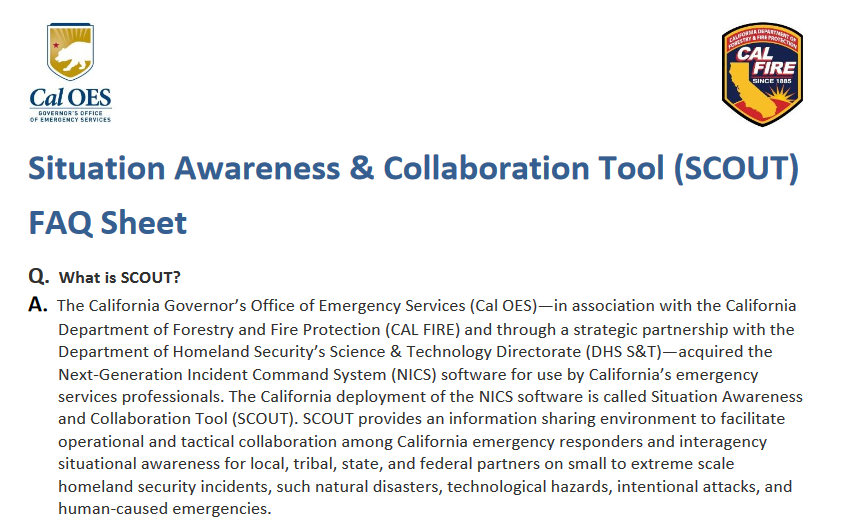 Cal OES
GOVERNOR'S OFFICE
OF EMERGENCY SERVICES
CALIFORNIA DEPARTMENT OF
FORESTRY & FIRE PROTECTION
CAL
FIRE
SINCE 1885
Situation Awareness & Collaboration Tool (SCOUT)
FAQ Sheet
Q. What is SCOUT?
A. The California Governor's Office of Emergency Services (Cal OES)—in association with the California
Department of Forestry and Fire Protection (CAL FIRE) and through a strategic partnership with the
Department of Homeland Security's Science & Technology Directorate (DHS S&T)—acquired the
Next-Generation Incident Command System (NICS) software for use by California's emergency
services professionals. The California deployment of the NICS software is called Situation Awareness
and Collaboration Tool (SCOUT). SCOUT provides an information sharing environment to facilitate
operational and tactical collaboration among California emergency responders and interagency
situational awareness for local, tribal, state, and federal partners on small to extreme scale
homeland security incidents, such natural disasters, technological hazards, intentional attacks, and
human-caused emergencies.